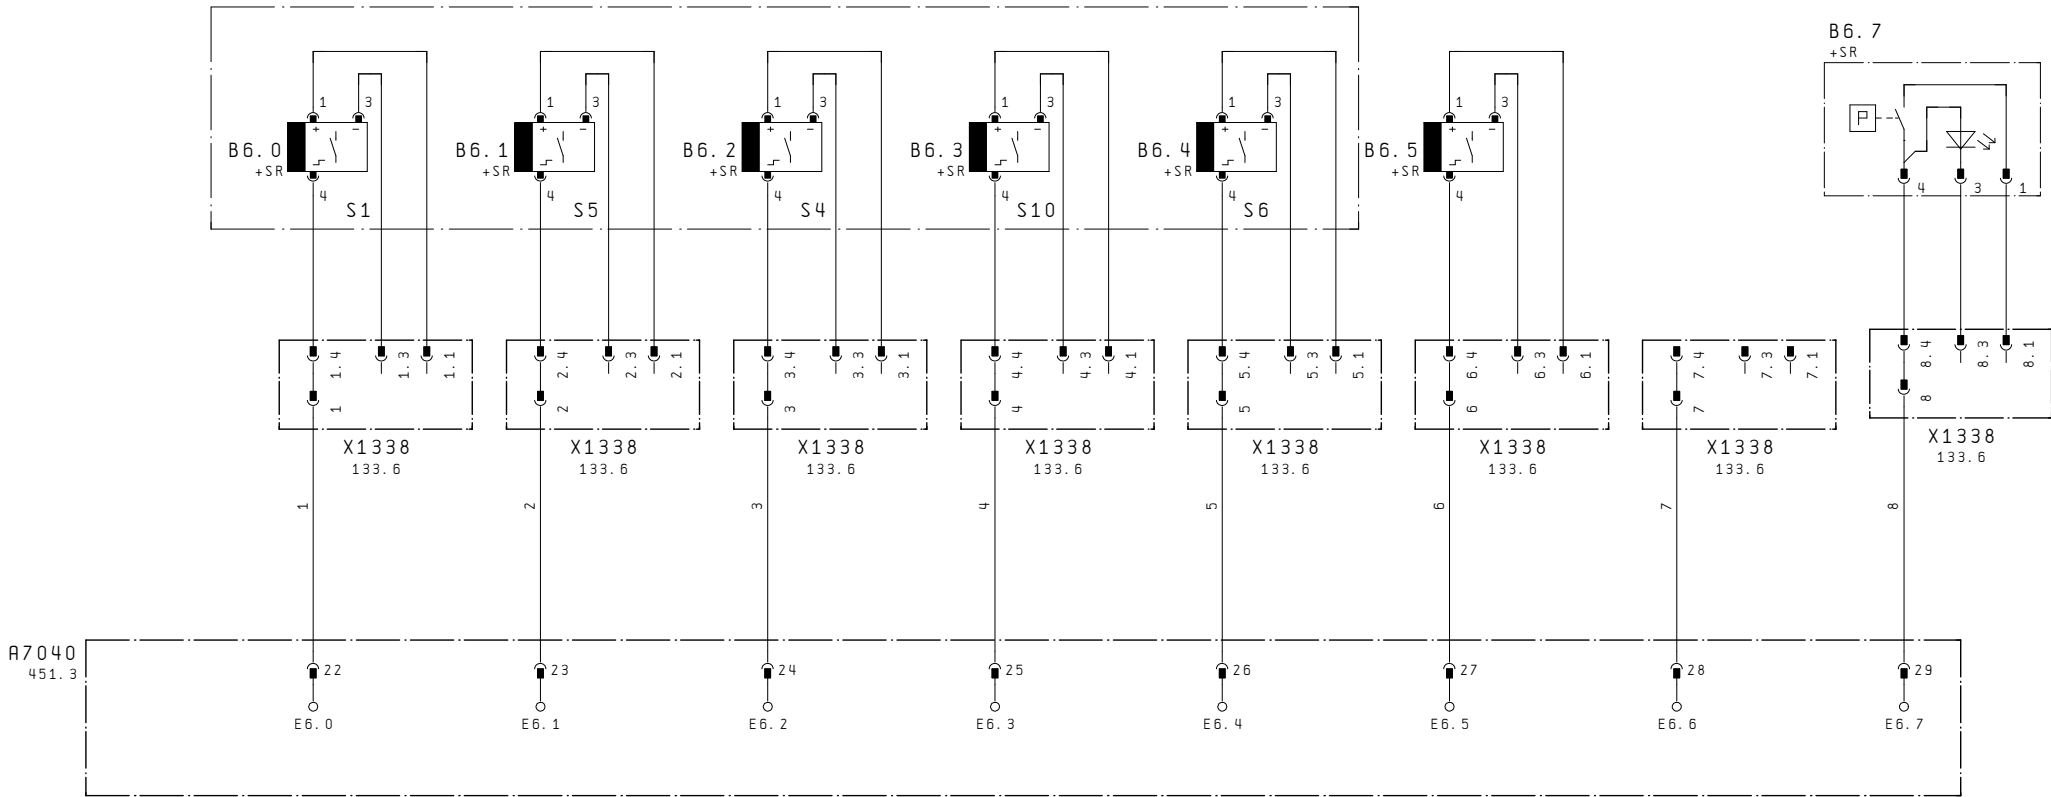 B6.7
+SR
1 3 1 3 1 3 1 3 1 3 1 3
P
+ − + − + − + − + − + −
B6.0 B6.1 B6.2 B6.3 B6.4 B6.5
+SR +SR +SR +SR +SR +SR
4 3 1
4 4 4 4 4 4
S1 S5 S4 S10 S6
1.4 1.3 1.1 2.4 2.3 2.1 3.4 3.3 3.1 4.4 4.3 4.1 5.4 5.3 5.1 6.4 6.3 6.1 7.4 7.3 7.1 8.4 8.3 8.1
1 2 3 4 5 6 7 8
X1338 X1338 X1338 X1338 X1338 X1338 X1338 X1338
133.6 133.6 133.6 133.6 133.6 133.6 133.6 133.6
1 2 3 4 5 6 7 8
A7040
451.3
22 23 24 25 26 27 28 29
E6.0 E6.1 E6.2 E6.3 E6.4 E6.5 E6.6 E6.7